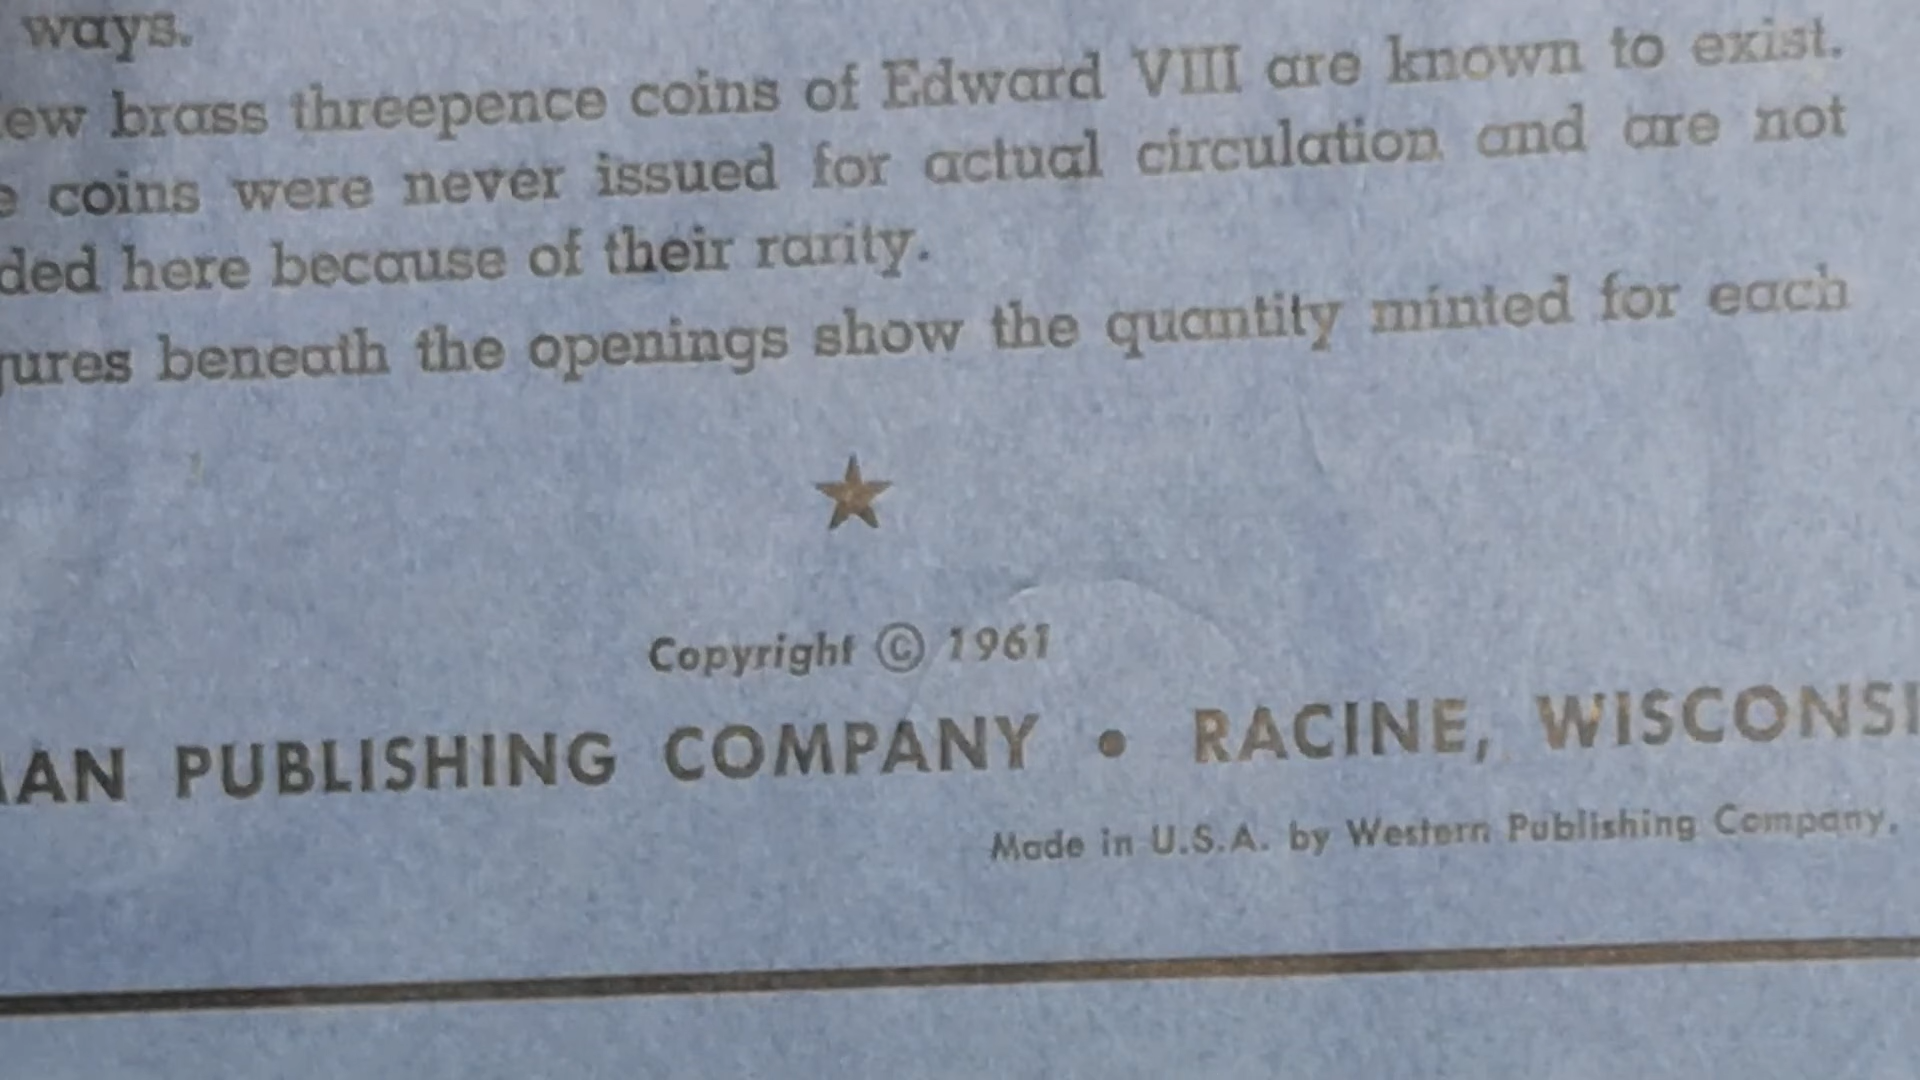 ways.
ew brass threepence coins of Edward VIII are known to exist.
e coins were never issued for actual circulation and are not
ded here because of their rarity.
gures beneath the openings show the quantity minted for each
Copyright © 1961
AN PUBLISHING COMPANY • RACINE, WISCONSI
Made in U.S.A. by Western Publishing Company,